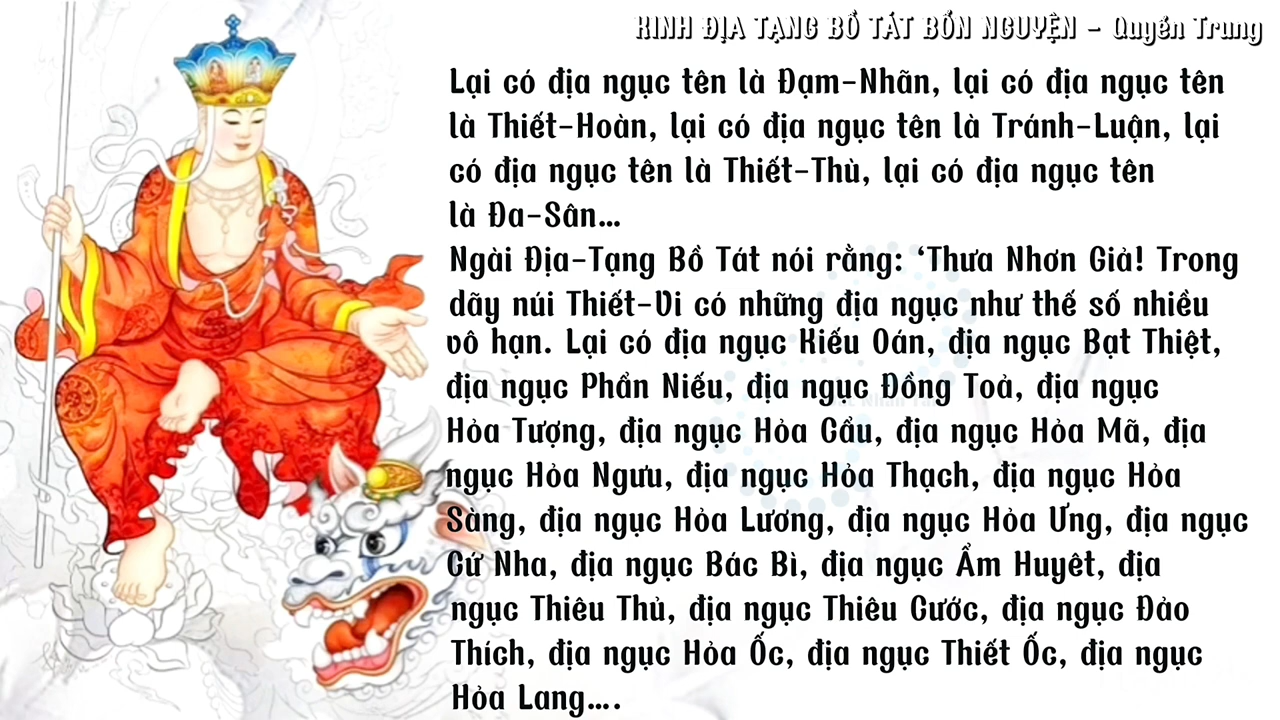 KINH ĐỊA TẠNG BỒ TÁT BỔN NGUYỆN - Quyển Trung
Lại có địa ngục tên là Đạm-Nhãn, lại có địa ngục tên
là Thiết-Hoàn, lại có địa ngục tên là Tránh-Luận, lại
có địa ngục tên là Thiết-Thù, lại có địa ngục tên
là Đa-Sân...
Ngài Địa-Tạng Bồ Tát nói rằng: ‘Thưa Nhơn Giả! Trong
dãy núi Thiết-Vi có những địa ngục như thế số nhiều
vô hạn. Lại có địa ngục Kiếu Oán, địa ngục Bạt Thiệt,
địa ngục Phẩn Niếu, địa ngục Đồng Toả, địa ngục
Hỏa Tượng, địa ngục Hỏa Cẩu, địa ngục Hỏa Mã, địa
ngục Hỏa Ngưu, địa ngục Hỏa Thạch, địa ngục Hỏa
Sàng, địa ngục Hỏa Lương, địa ngục Hỏa Ưng, địa ngục
Cứ Nha, địa ngục Bác Bì, địa ngục Ẩm Huyêt, địa
ngục Thiêu Thủ, địa ngục Thiêu Cước, địa ngục Đảo
Thích, địa ngục Hỏa Ốc, địa ngục Thiết Ốc, địa ngục
Hỏa Lang....